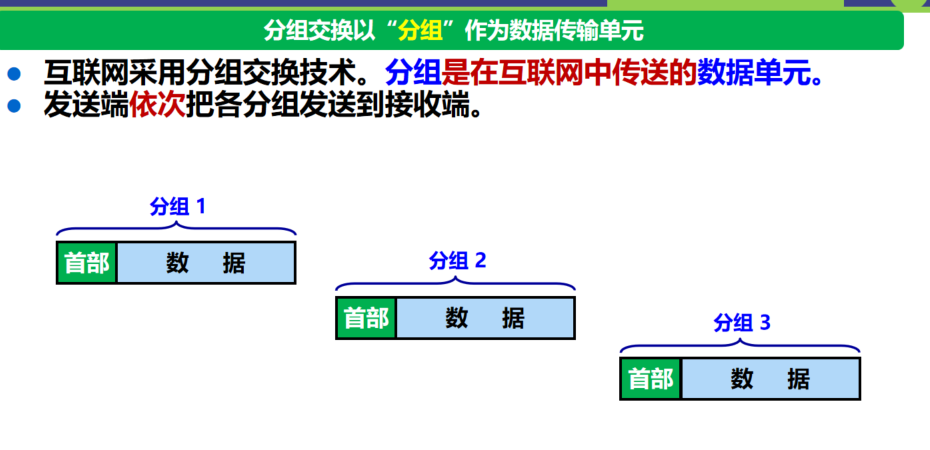 分组交换以“分组”作为数据传输单元
互联网采用分组交换技术。分组是在互联网中传送的数据单元。
发送端依次把各分组发送到接收端。
分组 1
首部 数 据
分组 2
首部 数 据
分组 3
首部 数 据